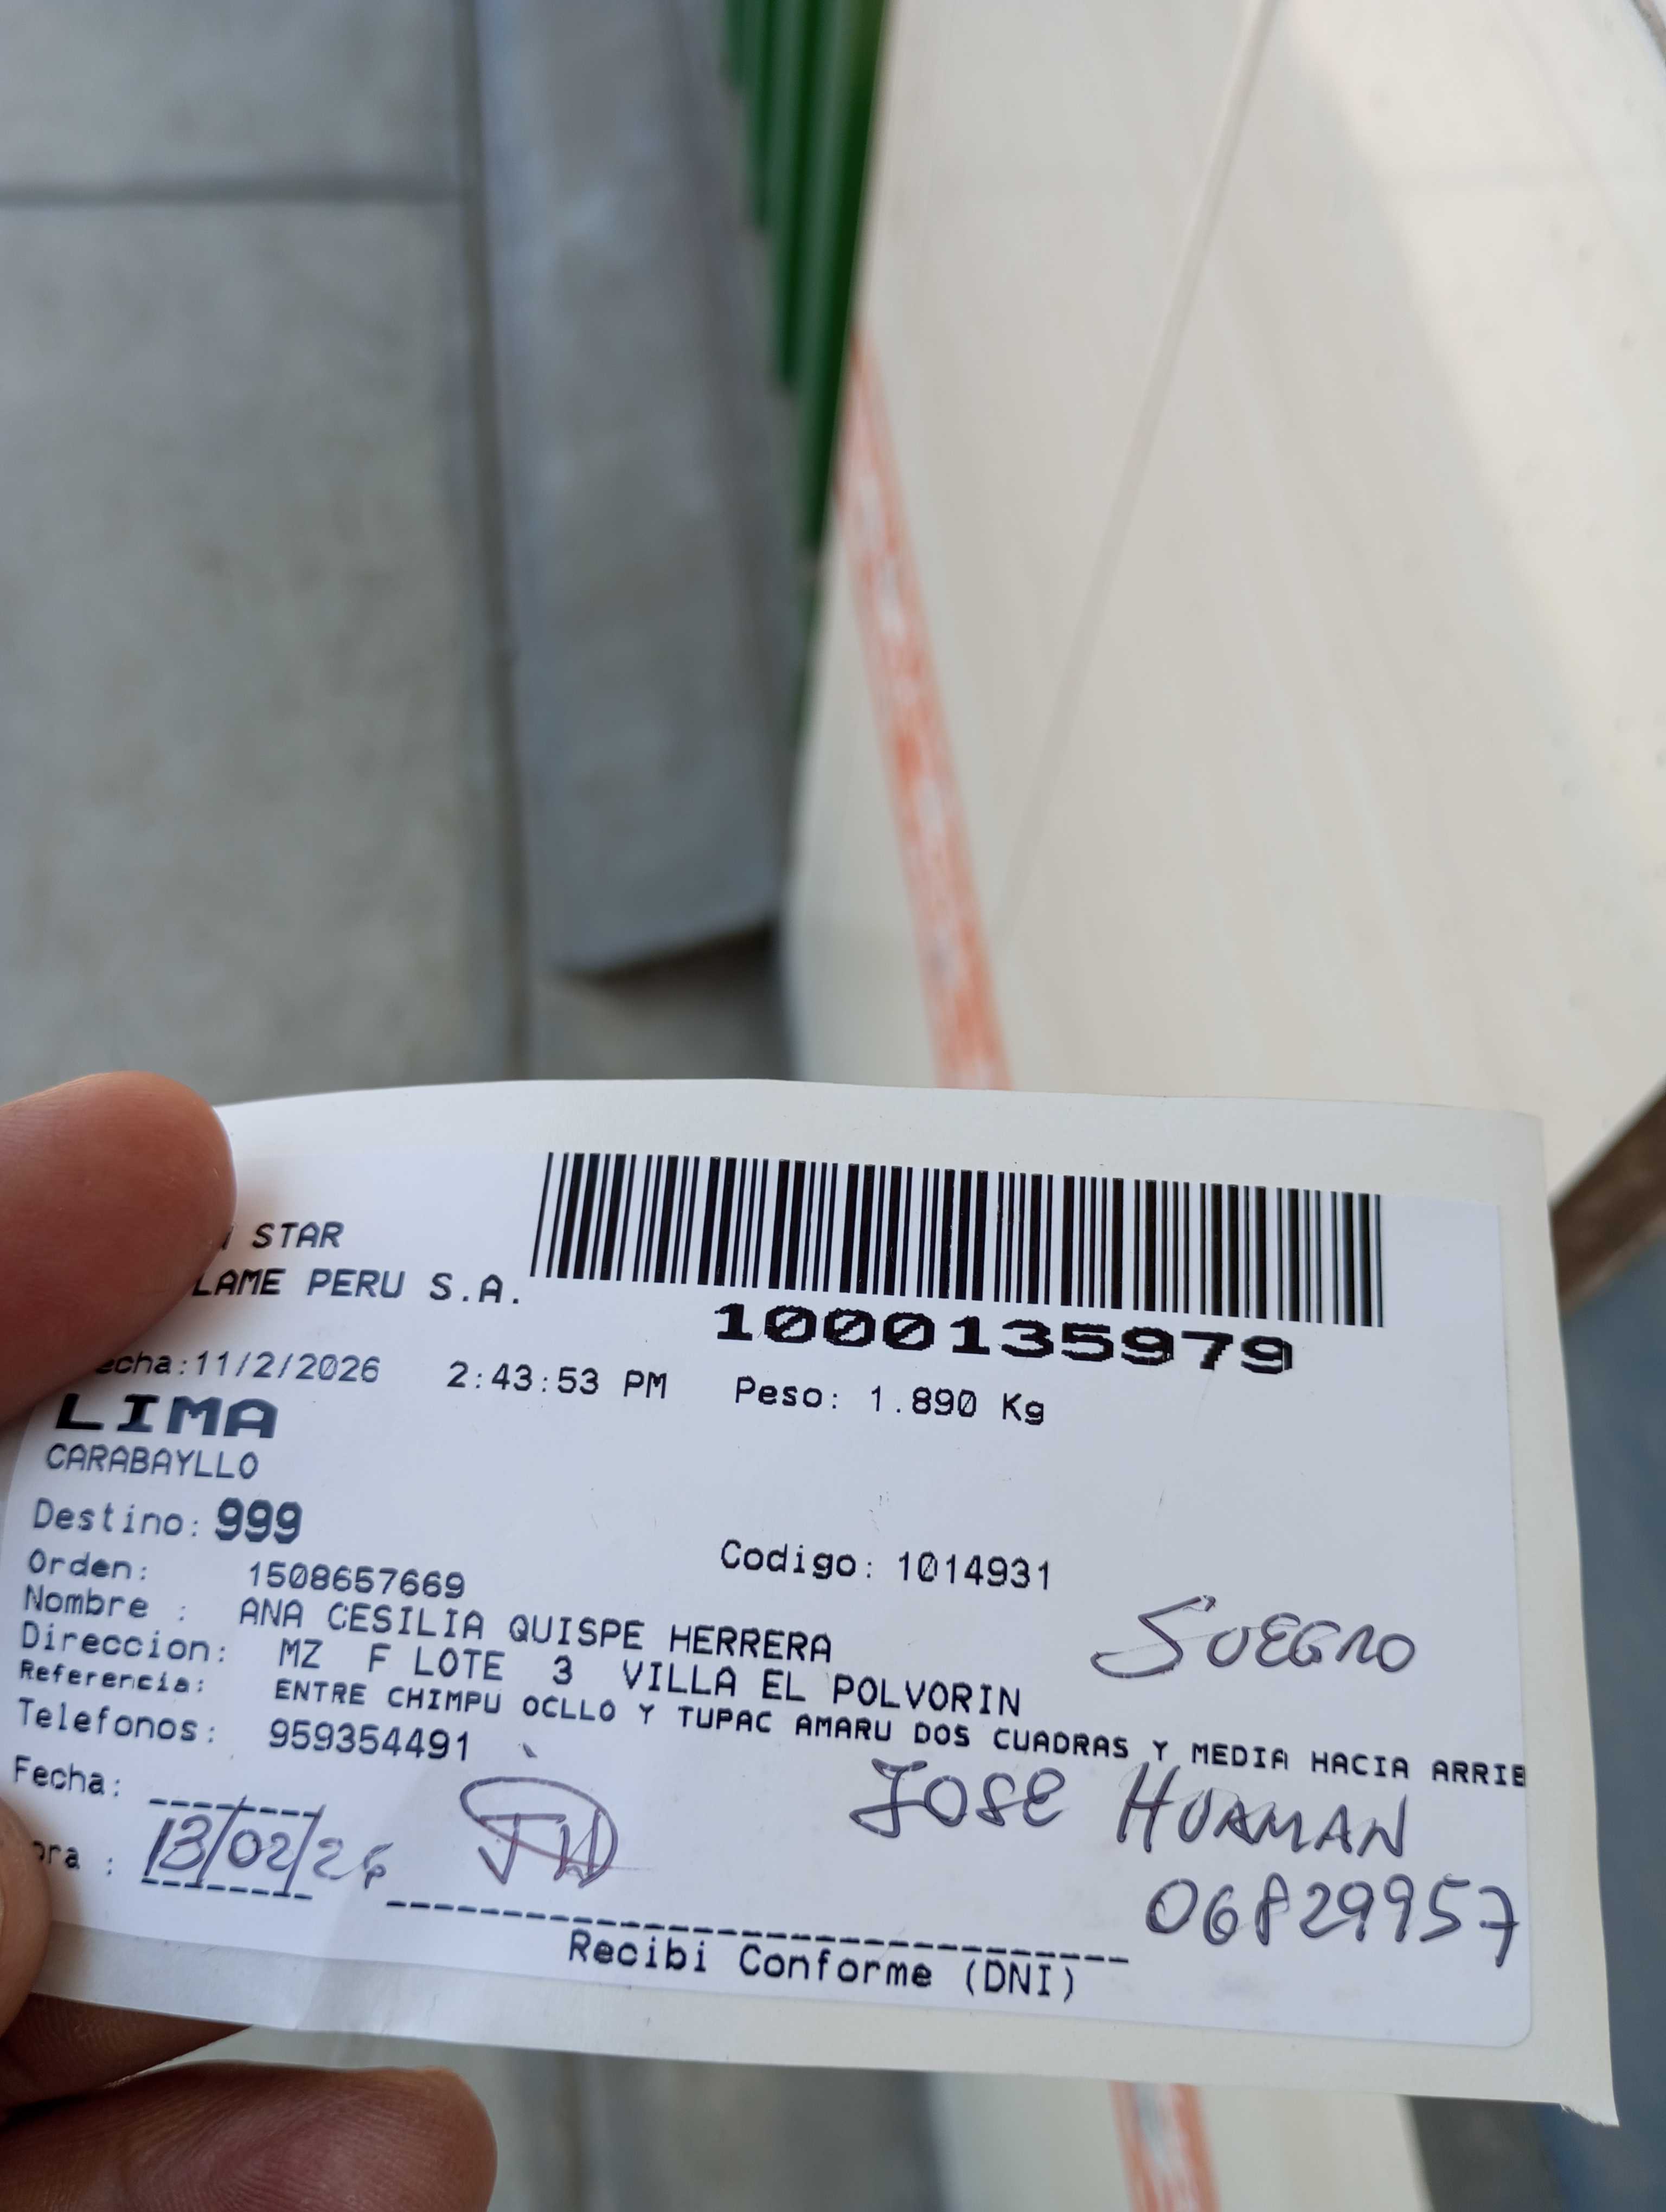 STAR
LAME PERU S.A.
1000135979
echa:11/2/2026 2:43:53 PM Peso: 1.890 Kg
LIMA
CARABAYLLO
Destino: 999
Orden: 1508657669 Codigo: 1014931
Nombre : ANA CESILIA QUISPE HERRERA
SUEGRO
Direccion: MZ F LOTE 3 VILLA EL POLVORIN
Referencia: ENTRE CHIMPU OCLLO Y TUPAC AMARU DOS CUADRAS Y MEDIA HACIA ARRIB
Telefonos: 959354491
JOSE HUAMAN
Fecha:
ora : 13/02/26 JH
06829957
Recibi Conforme (DNI)